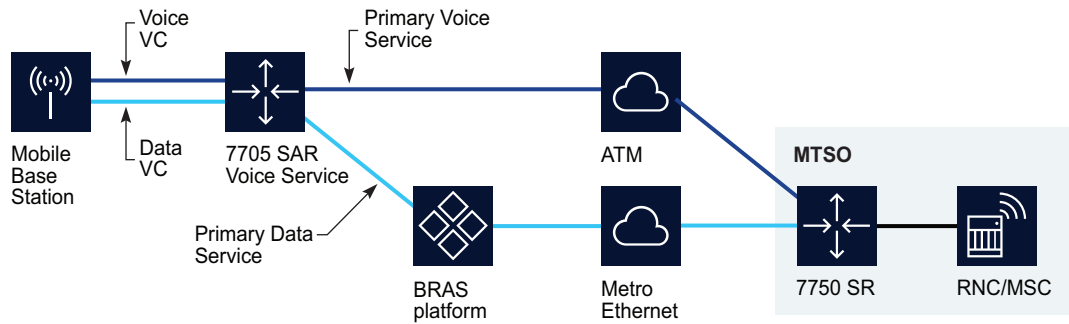 Voice
VC
Primary Voice
Service
Mobile
Base
Station
Data
VC
7705 SAR
Voice Service
ATM
MTSO
Primary Data
Service
BRAS
platform
Metro
Ethernet
7750 SR
RNC/MSC